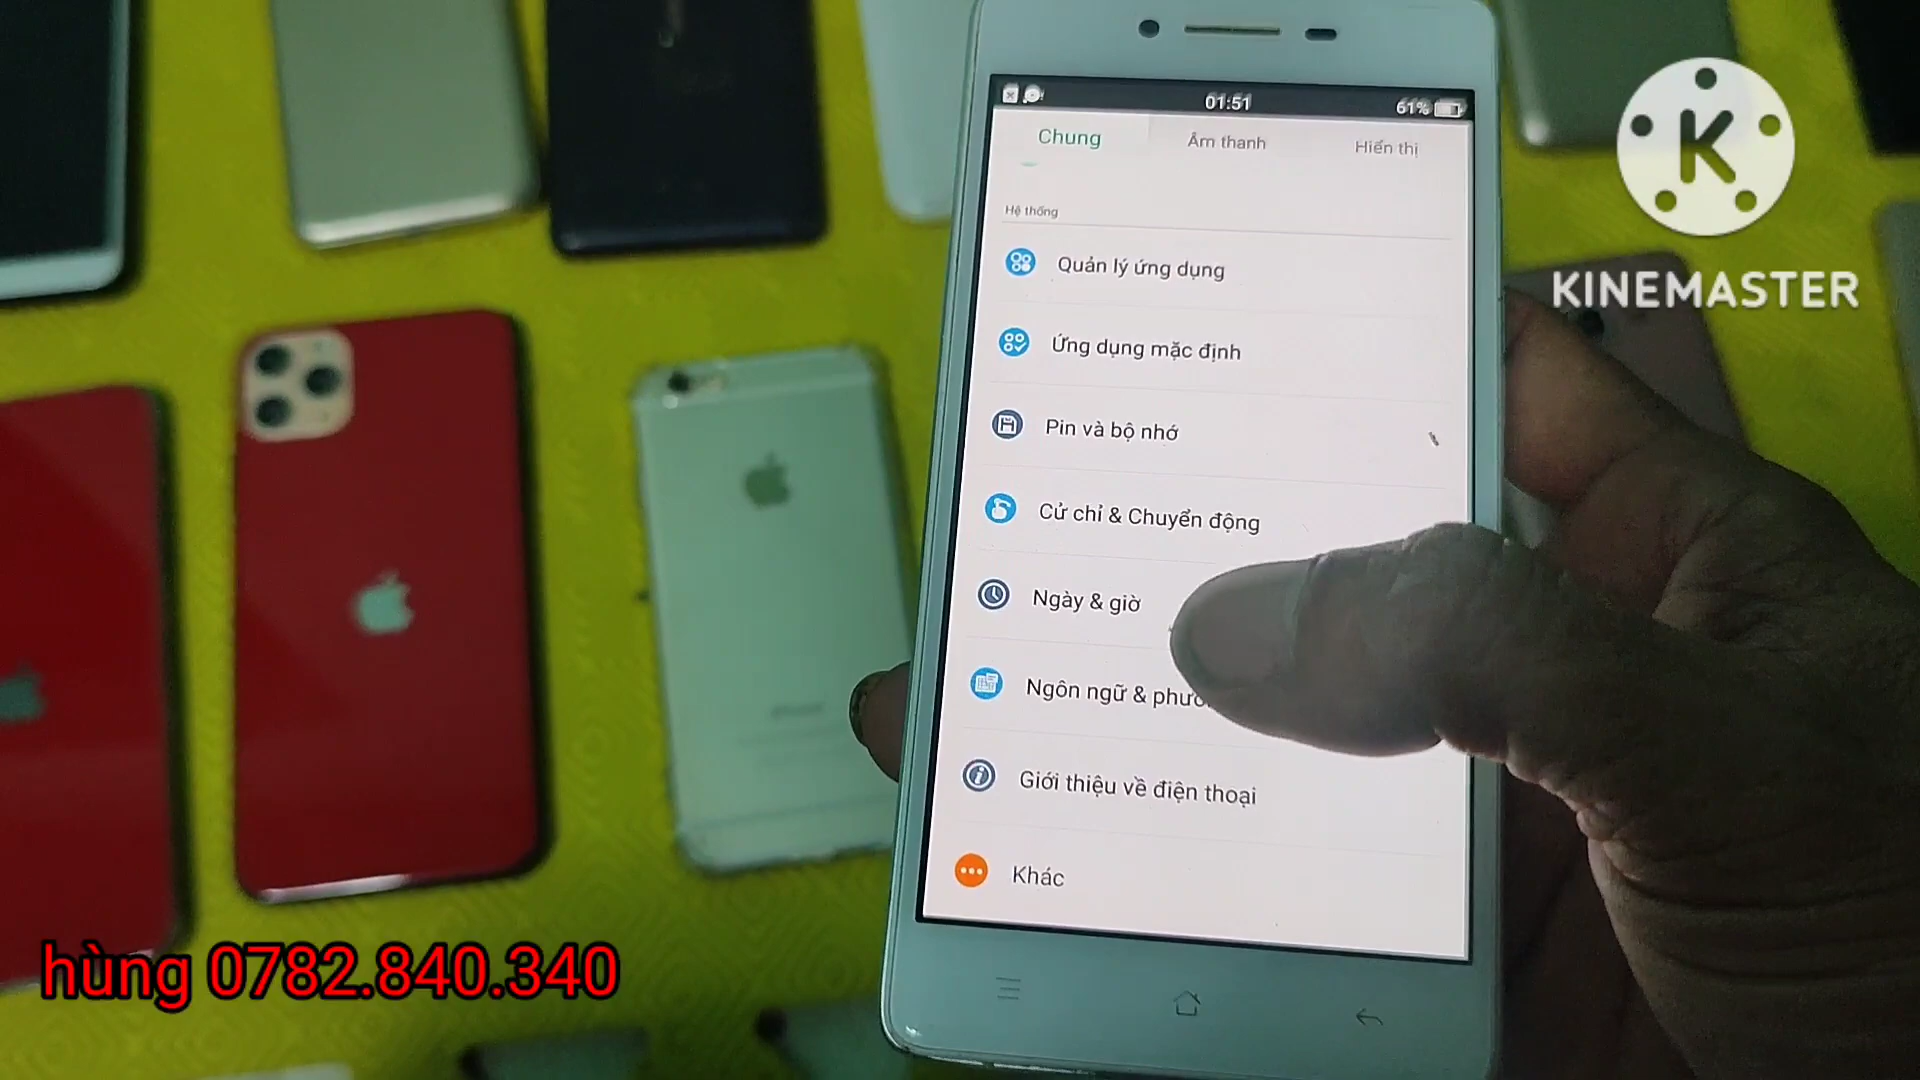 01:51
61%
Chung
Âm thanh
Hiển thị
Hệ thống
Quản lý ứng dụng
Ứng dụng mặc định
Pin và bộ nhớ
Cử chỉ & Chuyển động
Ngày & giờ
Ngôn ngữ &
Giới thiệu về điện thoại
Khác
K
KINEMASTER
hùng 0782.840.340